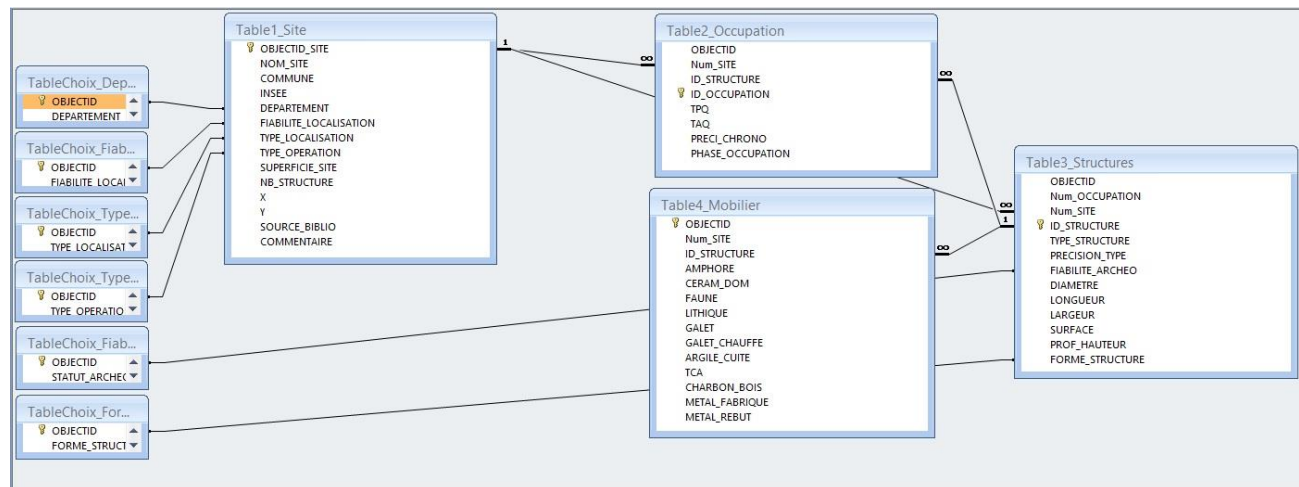 Table1_Site
OBJECTID_SITE
NOM_SITE
COMMUNE
INSEE
DEPARTEMENT
FIABILITE_LOCALISATION
TYPE_LOCALISATION
TYPE_OPERATION
SUPERFICIE_SITE
NB_STRUCTURE
X
Y
SOURCE_BIBLIO
COMMENTAIRE
1
TableChoix_Dep...
OBJECTID
DEPARTEMENT
TableChoix_Fiab...
OBJECTID
FIABILITE_LOCAI
TableChoix_Type...
OBJECTID
TYPE_LOCALISAT
TableChoix_Type...
OBJECTID
TYPE_OPERATIO
TableChoix_Fiab...
OBJECTID
STATUT_ARCHEC
TableChoix_For...
OBJECTID
FORME_STRUCT
Table2_Occupation
∞
OBJECTID
Num_SITE
ID_STRUCTURE
ID_OCCUPATION
TPQ
TAQ
PRECI_CHRONO
PHASE_OCCUPATION
∞
Table4_Mobilier
OBJECTID
Num_SITE
ID_STRUCTURE
AMPHORE
CERAM_DOM
FAUNE
LITHIQUE
GALET
GALET_CHAUFFE
ARGILE_CUITE
TCA
CHARBON_BOIS
METAL_FABRIQUE
METAL_REBUT
∞
Table3_Structures
∞
1
OBJECTID
Num_OCCUPATION
Num_SITE
ID_STRUCTURE
TYPE_STRUCTURE
PRECISION_TYPE
FIABILITE_ARCHEO
DIAMETRE
LONGUEUR
LARGEUR
SURFACE
PROF_HAUTEUR
FORME_STRUCTURE